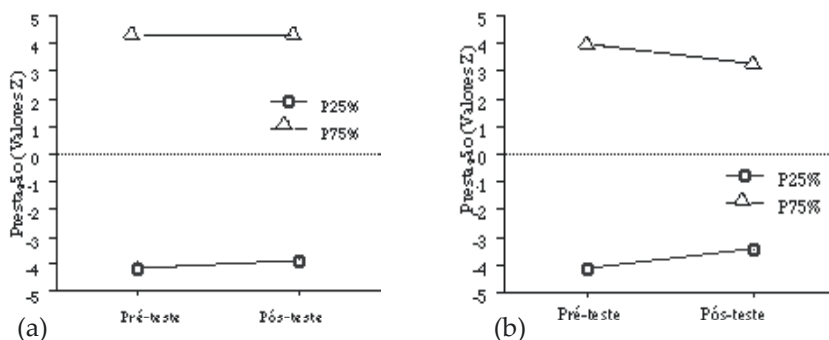 Prestação (Valores Z)
5
4
3
2
1
0
-1
-2
-3
-4
-5
P25%
P75%
Pré-teste
Pós-teste
(a)
Prestação (Valores Z)
5
4
3
2
1
0
-1
-2
-3
-4
-5
P25%
P75%
Pré-teste
Pós-teste
(b)